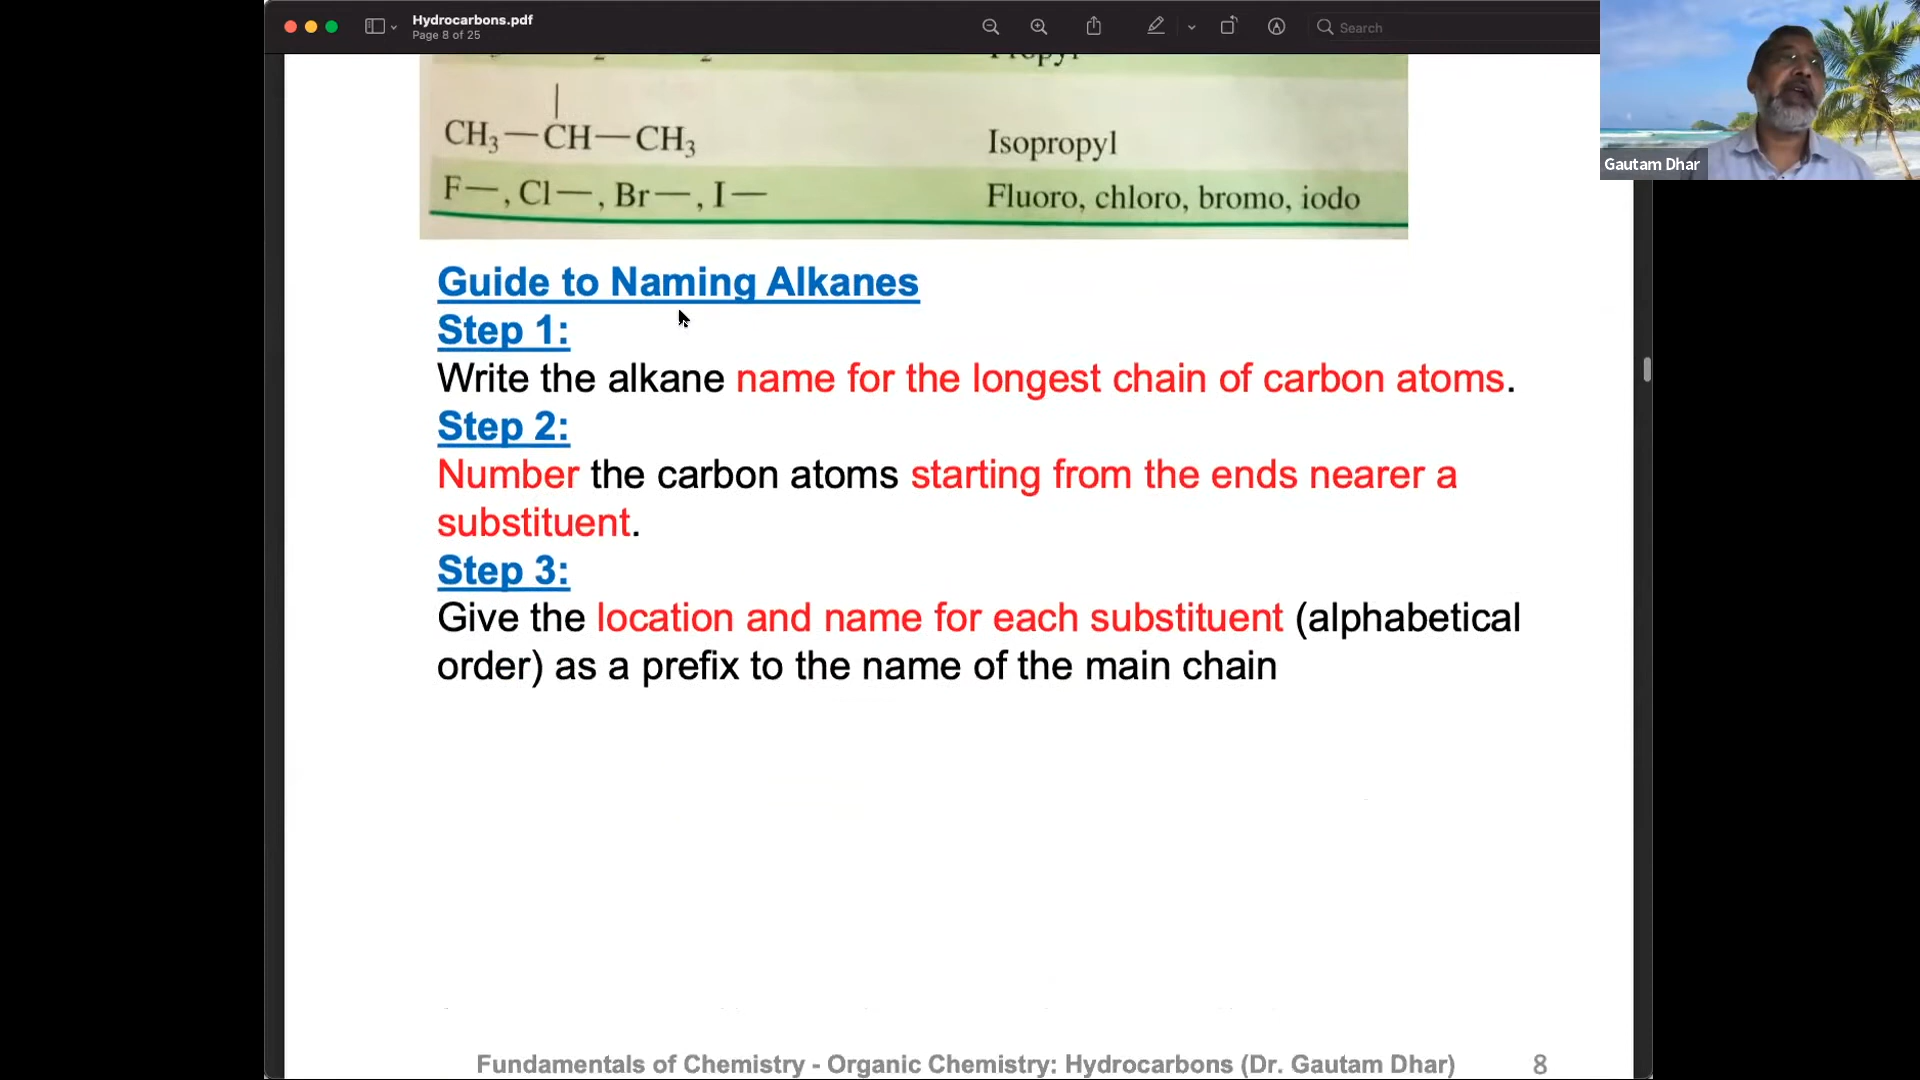 Hydrocarbons.pdf
Page 8 of 25
Search
Gautam Dhar
Propyl
CH₃—CH—CH₃ Isopropyl
F—, Cl—, Br—, I— Fluoro, chloro, bromo, iodo
Guide to Naming Alkanes
Step 1:
Write the alkane name for the longest chain of carbon atoms.
Step 2:
Number the carbon atoms starting from the ends nearer a
substituent.
Step 3:
Give the location and name for each substituent (alphabetical
order) as a prefix to the name of the main chain
Fundamentals of Chemistry - Organic Chemistry: Hydrocarbons (Dr. Gautam Dhar) 8